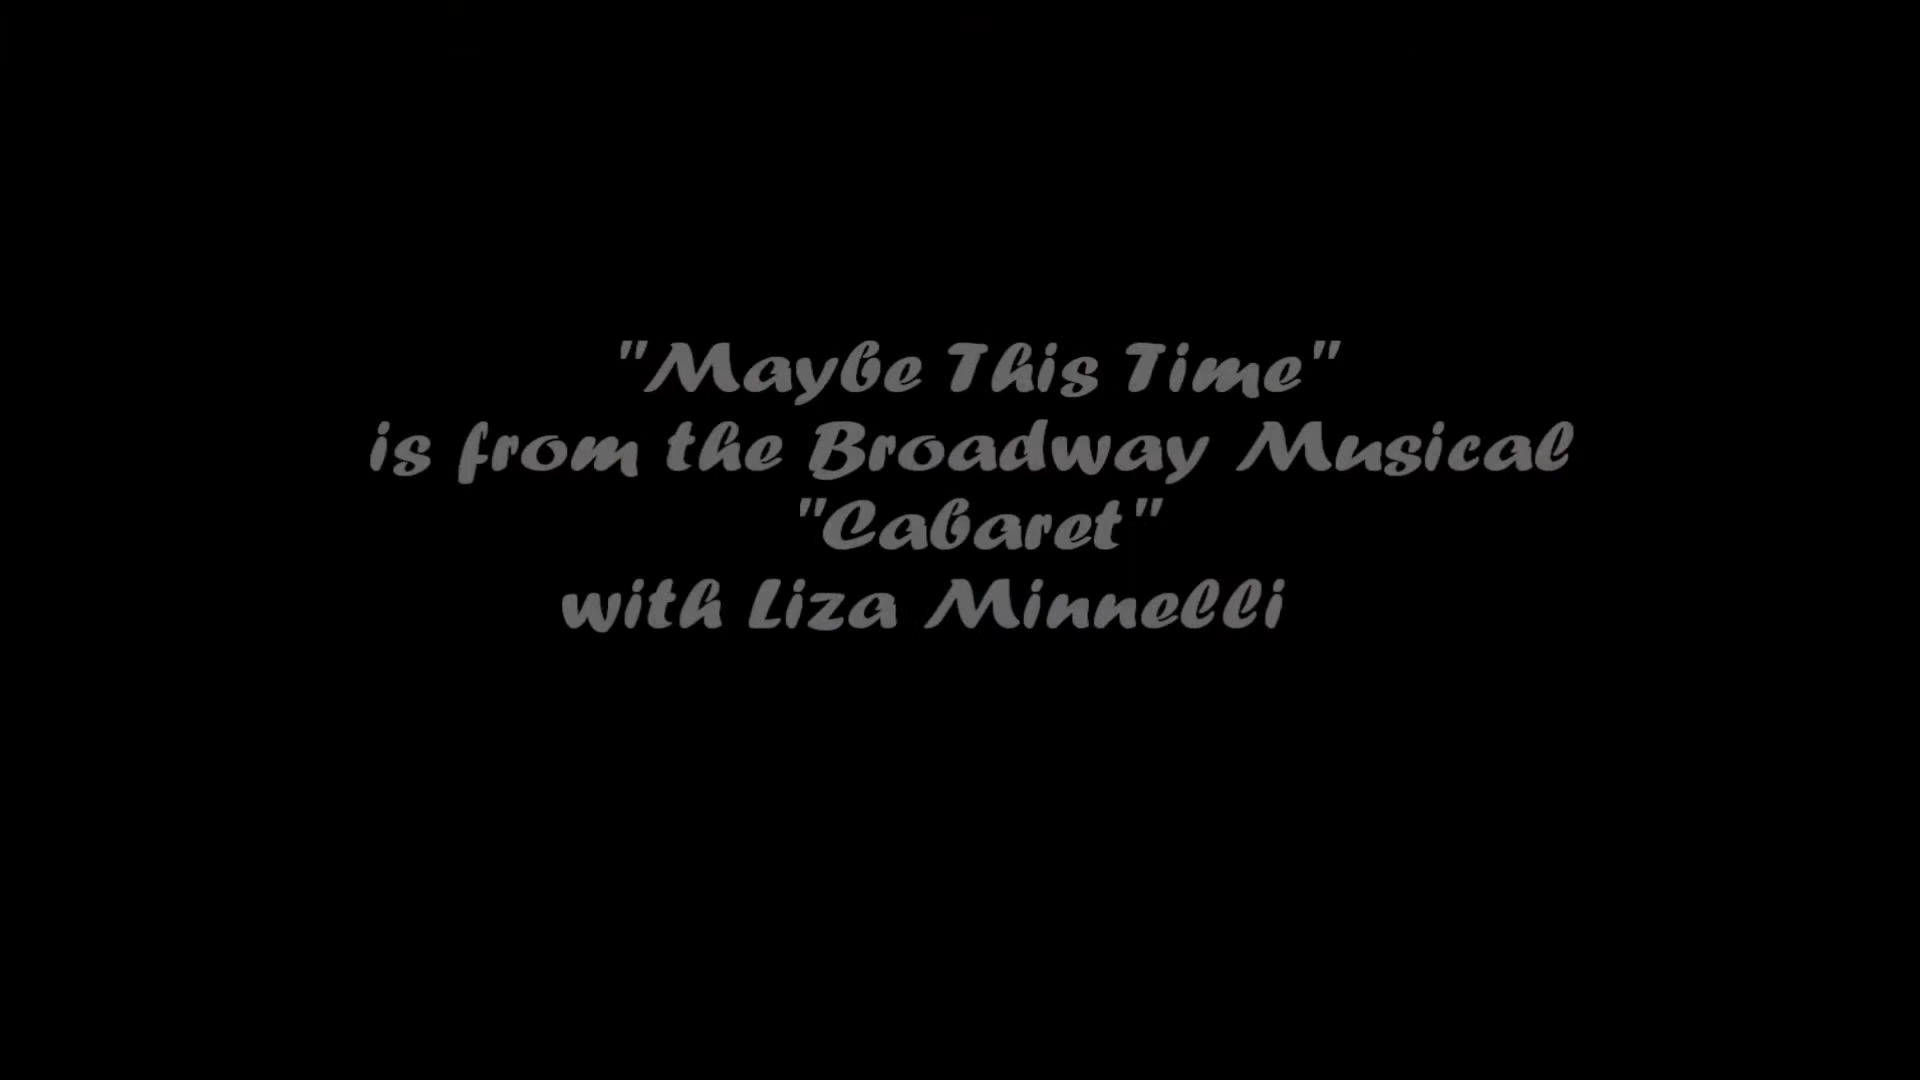 "Maybe This Time"
is from the Broadway Musical
"Cabaret"
with Liza Minnelli